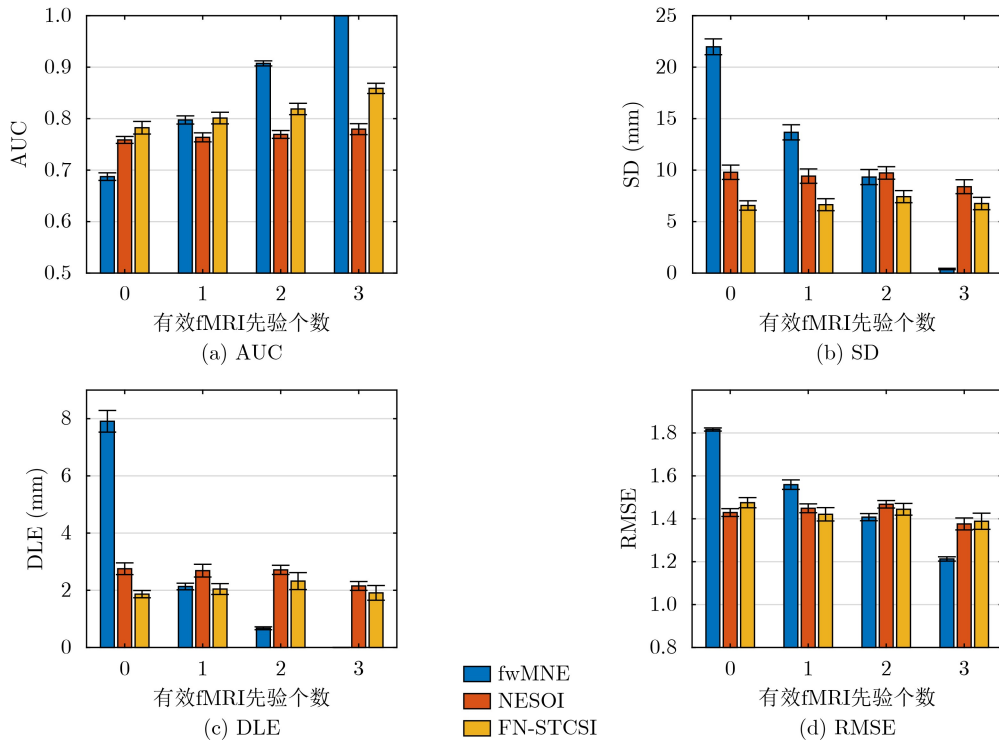 1.0
0.9
0.8
0.7
0.6
0.5
AUC
0 1 2 3
有效fMRI先验个数
(a) AUC
25
20
15
10
5
0
SD (mm)
0 1 2 3
有效fMRI先验个数
(b) SD
8
6
4
2
0
DLE (mm)
0 1 2 3
有效fMRI先验个数
(c) DLE
1.8
1.6
1.4
1.2
1.0
0.8
RMSE
0 1 2 3
有效fMRI先验个数
(d) RMSE
fwMNE
NESOI
FN-STCSI